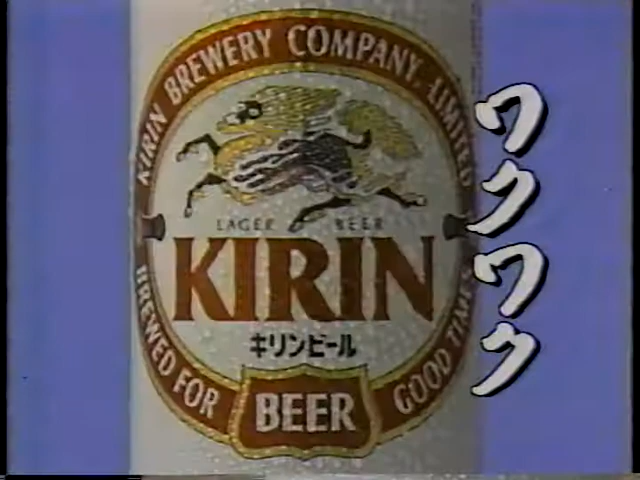 KIRIN BREWERY COMPANY, LIMITED
LAGER BEER
KIRIN
キリンビール
BREWED FOR GOOD TIMES
BEER
ワクワク